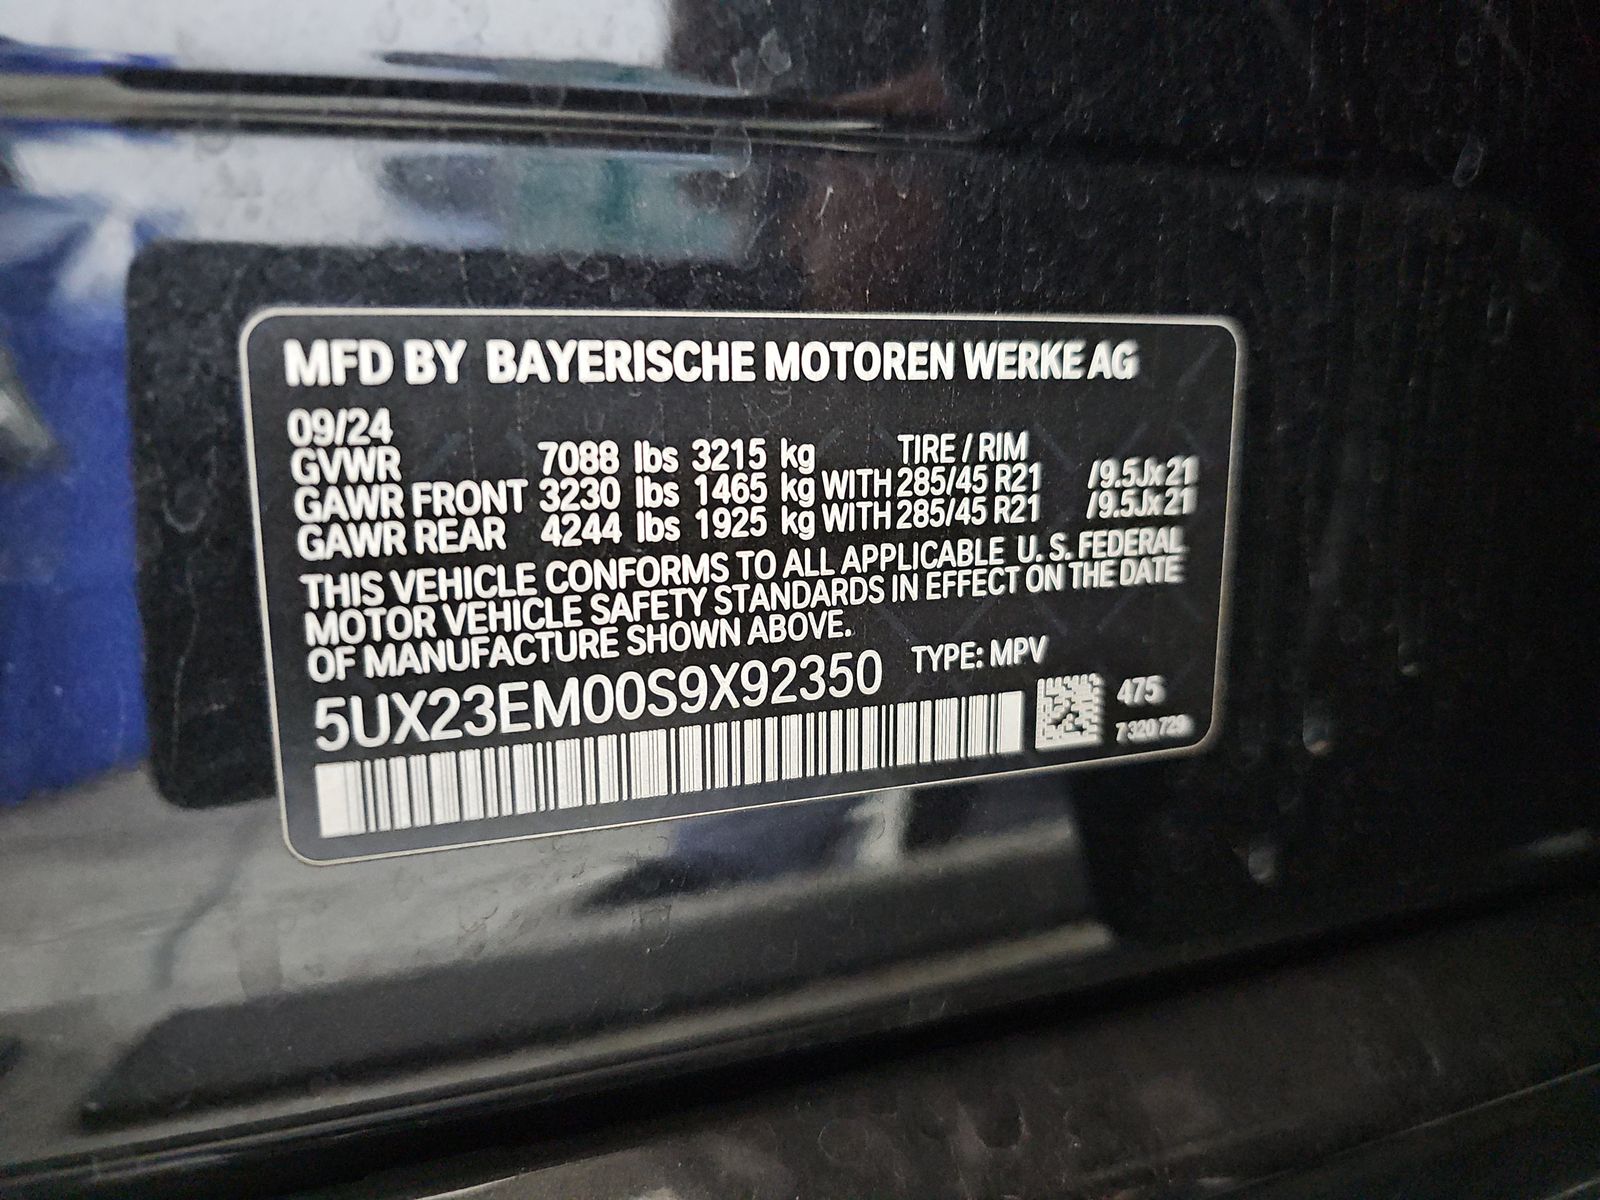 MFD BY BAYERISCHE MOTOREN WERKE AG
09/24
GVWR 7088 lbs 3215 kg TIRE / RIM
GAWR FRONT 3230 lbs 1465 kg WITH 285/45 R21 /9.5Jx21
GAWR REAR 4244 lbs 1925 kg WITH 285/45 R21 /9.5Jx21
THIS VEHICLE CONFORMS TO ALL APPLICABLE U. S. FEDERAL
MOTOR VEHICLE SAFETY STANDARDS IN EFFECT ON THE DATE
OF MANUFACTURE SHOWN ABOVE.
5UX23EM00S9X92350 TYPE: MPV
475
7 320 729